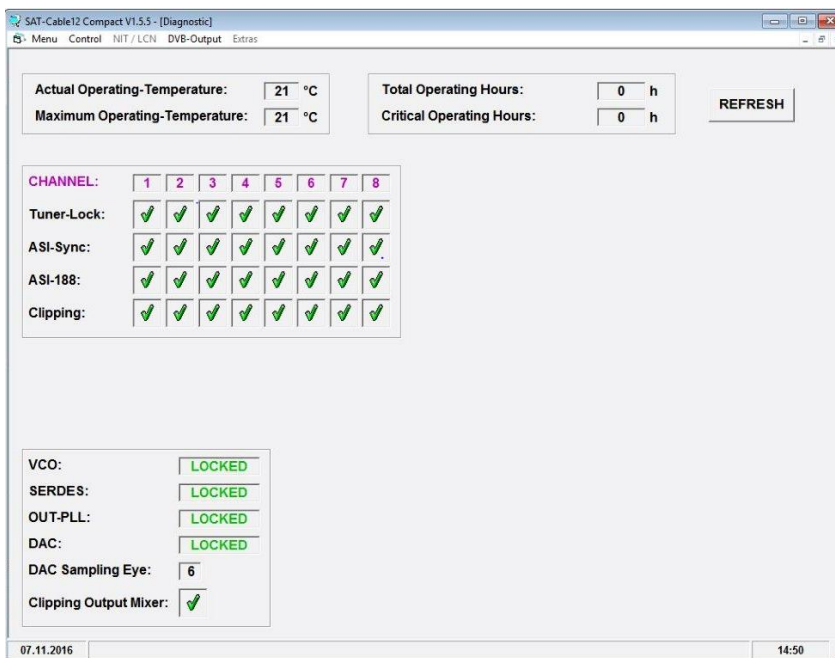 SAT-Cable12 Compact V1.5.5 - [Diagnostic]
Menu Control NIT / LCN DVB-Output Extras
Actual Operating-Temperature: 21 °C
Maximum Operating-Temperature: 21 °C
Total Operating Hours: 0 h
Critical Operating Hours: 0 h
REFRESH
CHANNEL: 1 2 3 4 5 6 7 8
Tuner-Lock:
ASI-Sync:
ASI-188:
Clipping:
VCO: LOCKED
SERDES: LOCKED
OUT-PLL: LOCKED
DAC: LOCKED
DAC Sampling Eye: 6
Clipping Output Mixer:
07.11.2016 14:50